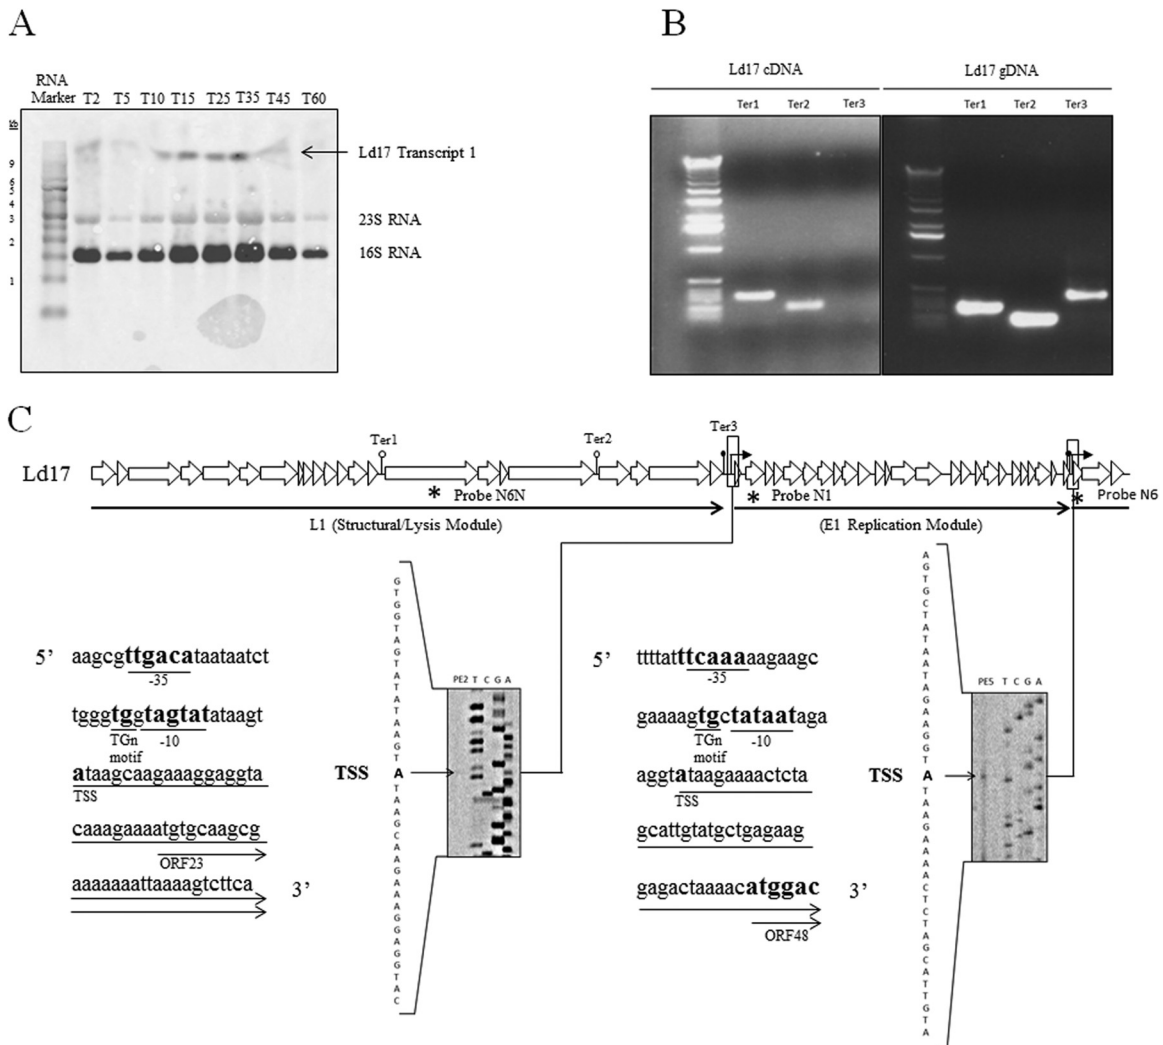 A
RNA
Marker T2 T5 T10 T15 T25 T35 T45 T60
kb
9
6
5
4
3
2
1
Ld17 Transcript 1
23S RNA
16S RNA
B
Ld17 cDNA Ld17 gDNA
Ter1 Ter2 Ter3 Ter1 Ter2 Ter3
C
Ter1 Ter2 Ter3
Ld17
* Probe N6N * Probe N1 * Probe N6
L1 (Structural/Lysis Module) (E1 Replication Module)
5’ aagcgttgacataataatct
-35
tgggtggtagtatataagt
TGn -10
motif
ataagcaagaaaggaggta
TSS
caaagaaaatgtgcaagcg
ORF23
aaaaaaattaaaagtcttca 3’
GTGGTAGTATATAAGTATAAGCAAGAAAGGAGGTAC
PE2 T C G A
TSS
5’ ttttatttcaaaaagaagc
-35
gaaaagtgctataatagaa
TGn -10
motif
aggtataagaaaactcta
TSS
gcattgtatgctgagaag
gagactaaaacatggac 3’
ORF48
AGTGCTATAATAGAAAGGTATAAGAAAACTCTAGCATTGTA
PE5 T C G A
TSS